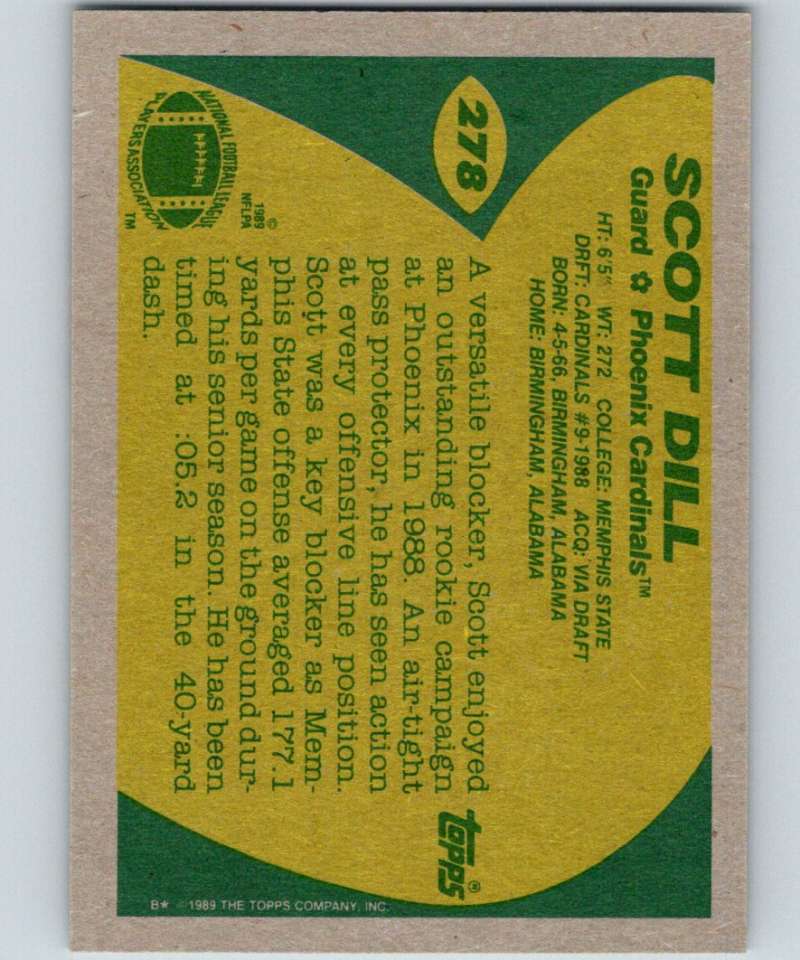 278
SCOTT DILL
Guard ✿ Phoenix Cardinals™
HT: 6'5" WT: 272 COLLEGE: MEMPHIS STATE
DRFT: CARDINALS #9-1988 ACQ: VIA DRAFT
BORN: 4-5-66, BIRMINGHAM, ALABAMA
HOME: BIRMINGHAM, ALABAMA
A versatile blocker, Scott enjoyed
an outstanding rookie campaign
at Phoenix in 1988. An air-tight
pass protector, he has seen action
at every offensive line position.
Scott was a key blocker as Mem-
phis State offense averaged 177.1
yards per game on the ground dur-
ing his senior season. He has been
timed at :05.2 in the 40-yard
dash.
topps®
©
1989
NFLPA
NATIONAL FOOTBALL LEAGUE
PLAYERS ASSOCIATION
TM
B★ ©1989 THE TOPPS COMPANY, INC.